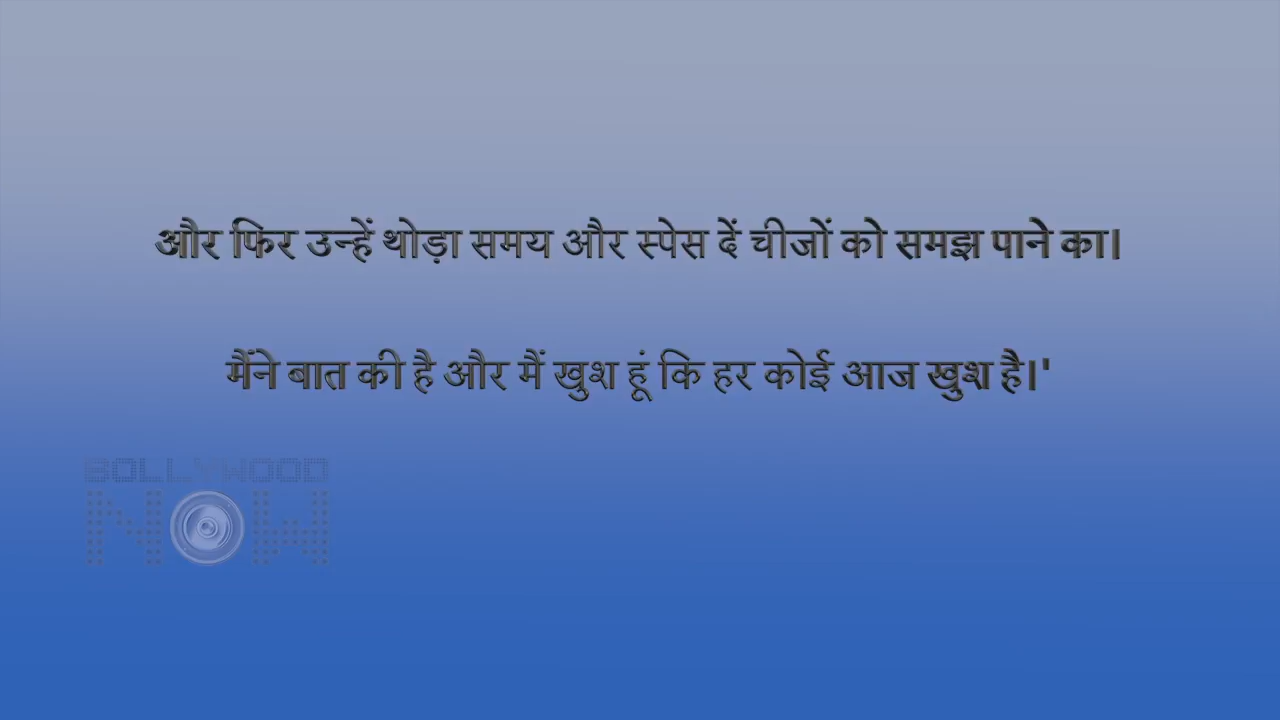 और फिर उन्हें थोड़ा समय और स्पेस दें चीजों को समझ पाने का।
मैंने बात की है और मैं खुश हूं कि हर कोई आज खुश है।'
BOLLYWOOD
NOW